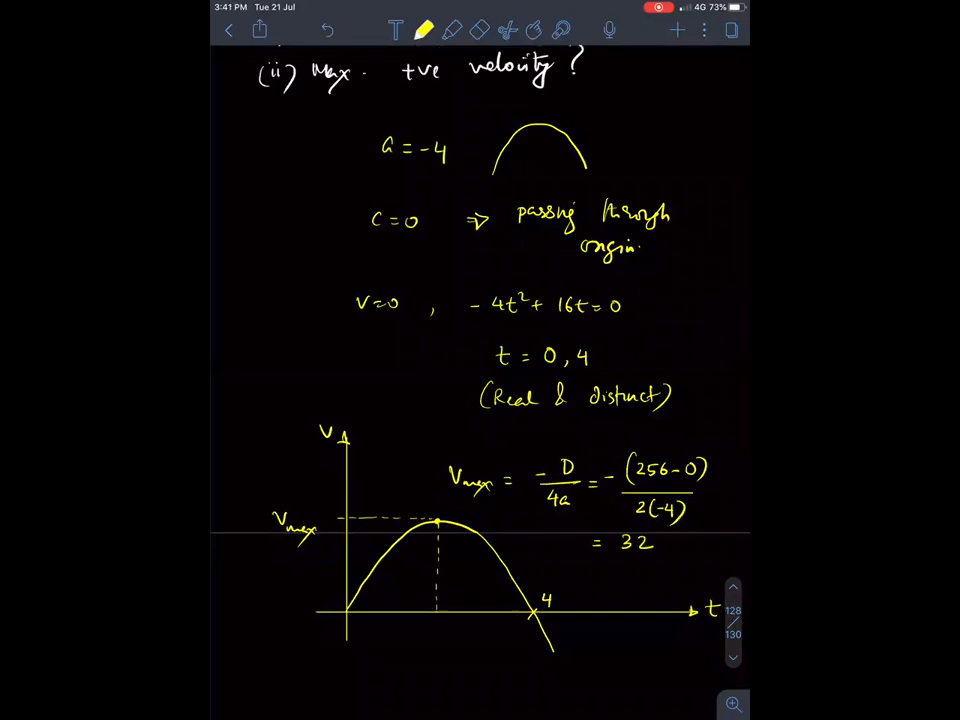 3:41 PM Tue 21 Jul 4G 73%
(ii) Max. +ve velocity?
a = -4
c = 0 ⇒ passing through
origin.
v=0, - 4t² + 16t = 0
t = 0, 4
(Real & distinct)
V
Vmax = - D/4a = - (256-0)/2(-4)
= 32
Vmax
4
t
128
/
130